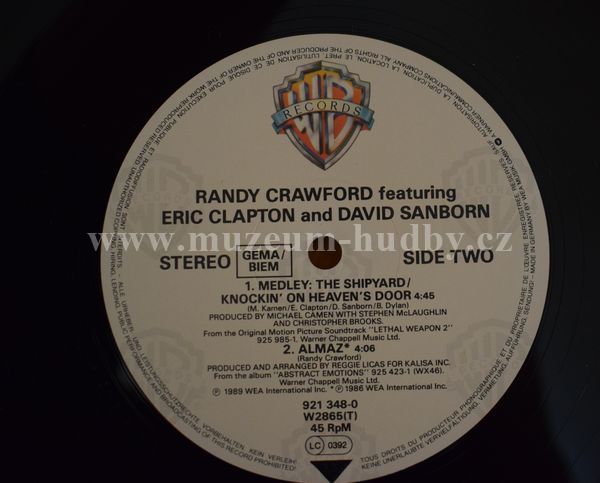 RECORDS
RANDY CRAWFORD featuring
ERIC CLAPTON and DAVID SANBORN
www.muzeum-hudby.cz
STEREO GEMA/ BIEM SIDE TWO
1. MEDLEY: THE SHIPYARD/
KNOCKIN' ON HEAVEN'S DOOR 4:45
(M. Kamen/E. Clapton/D. Sanborn/B. Dylan)
PRODUCED BY MICHAEL CAMEN WITH STEPHEN McLAUGHLIN
AND CHRISTOPHER BROOKS.
From the Original Motion Picture Soundtrack "LETHAL WEAPON 2"
925 985-1. Warner Chappell Music Ltd.
2. ALMAZ* 4:06
(Randy Crawford)
PRODUCED AND ARRANGED BY REGGIE LICAS FOR KALISA INC.
From the album "ABSTRACT EMOTIONS" 925 423-1 (WX46).
Warner Chappell Music Ltd.
℗ 1989 WEA International Inc. *℗ 1986 WEA International Inc.
921 348-0
W2865(T)
45 RpM
LC 0392